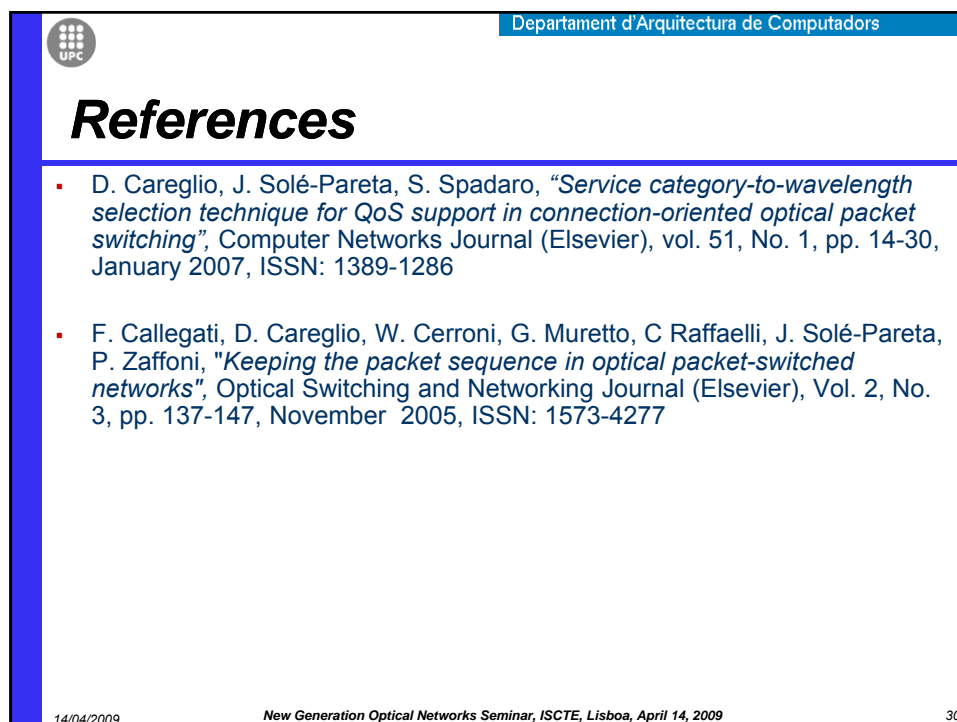 Departament d'Arquitectura de Computadors
UPC
References
▪ D. Careglio, J. Solé-Pareta, S. Spadaro, “Service category-to-wavelength
selection technique for QoS support in connection-oriented optical packet
switching”, Computer Networks Journal (Elsevier), vol. 51, No. 1, pp. 14-30,
January 2007, ISSN: 1389-1286
▪ F. Callegati, D. Careglio, W. Cerroni, G. Muretto, C Raffaelli, J. Solé-Pareta,
P. Zaffoni, "Keeping the packet sequence in optical packet-switched
networks", Optical Switching and Networking Journal (Elsevier), Vol. 2, No.
3, pp. 137-147, November 2005, ISSN: 1573-4277
14/04/2009 New Generation Optical Networks Seminar, ISCTE, Lisboa, April 14, 2009 30